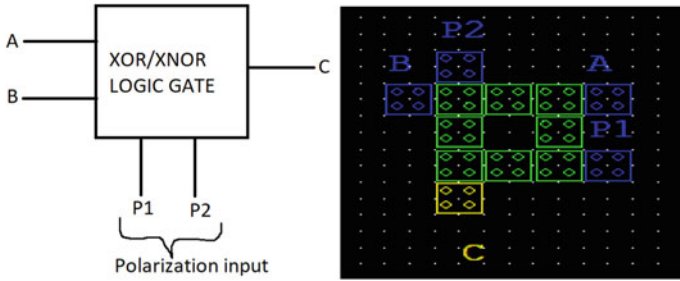 A
B
XOR/XNOR
LOGIC GATE
C
P1
P2
Polarization input
P2
B
A
P1
C